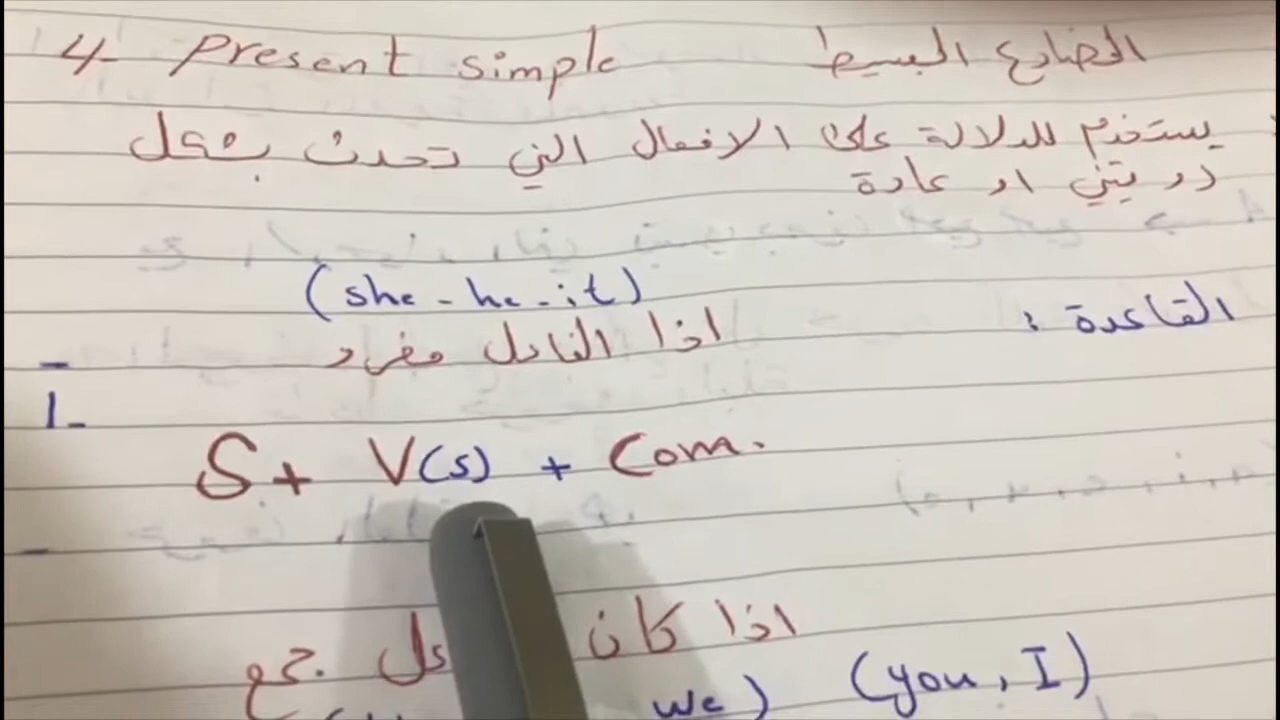 4- Present simple المضارع البسيط
يستخدم للدلالة على الافعال التي تحدث بشكل
روتيني او عادة
(she - he - it)
القاعدة : اذا الفاعل مفرد
1-
S + V(s) + Com.
اذا كان جمع
we) (you, I)